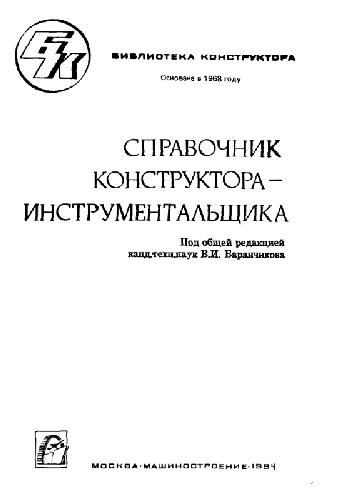 БК
БИБЛИОТЕКА КОНСТРУКТОРА
Основана в 1968 году
СПРАВОЧНИК
КОНСТРУКТОРА –
ИНСТРУМЕНТАЛЬЩИКА
Под общей редакцией
канд.техн.наук В.И. Баранчикова
МОСКВА · МАШИНОСТРОЕНИЕ · 1994